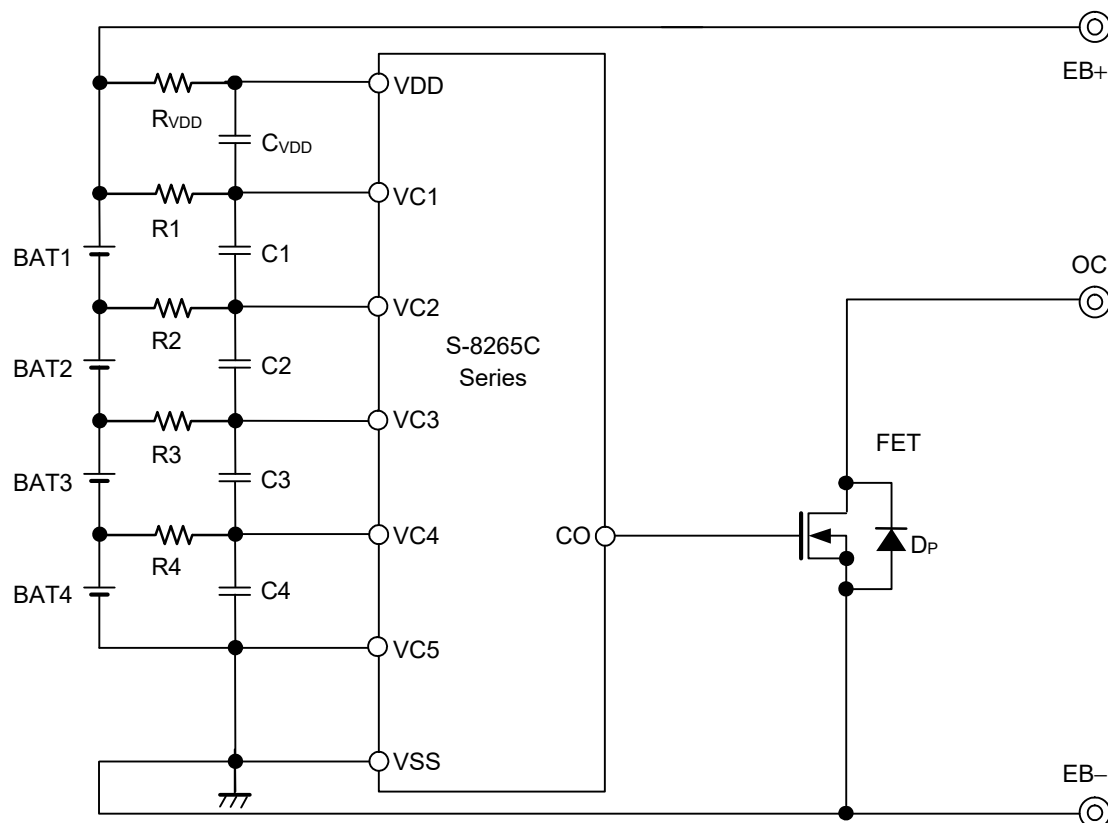 EB+
VDD
RVDD
CVDD
VC1
R1
BAT1
C1
OC
VC2
R2
S-8265C
Series
BAT2
C2
VC3
R3
FET
BAT3
C3
VC4
CO
DP
R4
BAT4
C4
VC5
VSS
EB−